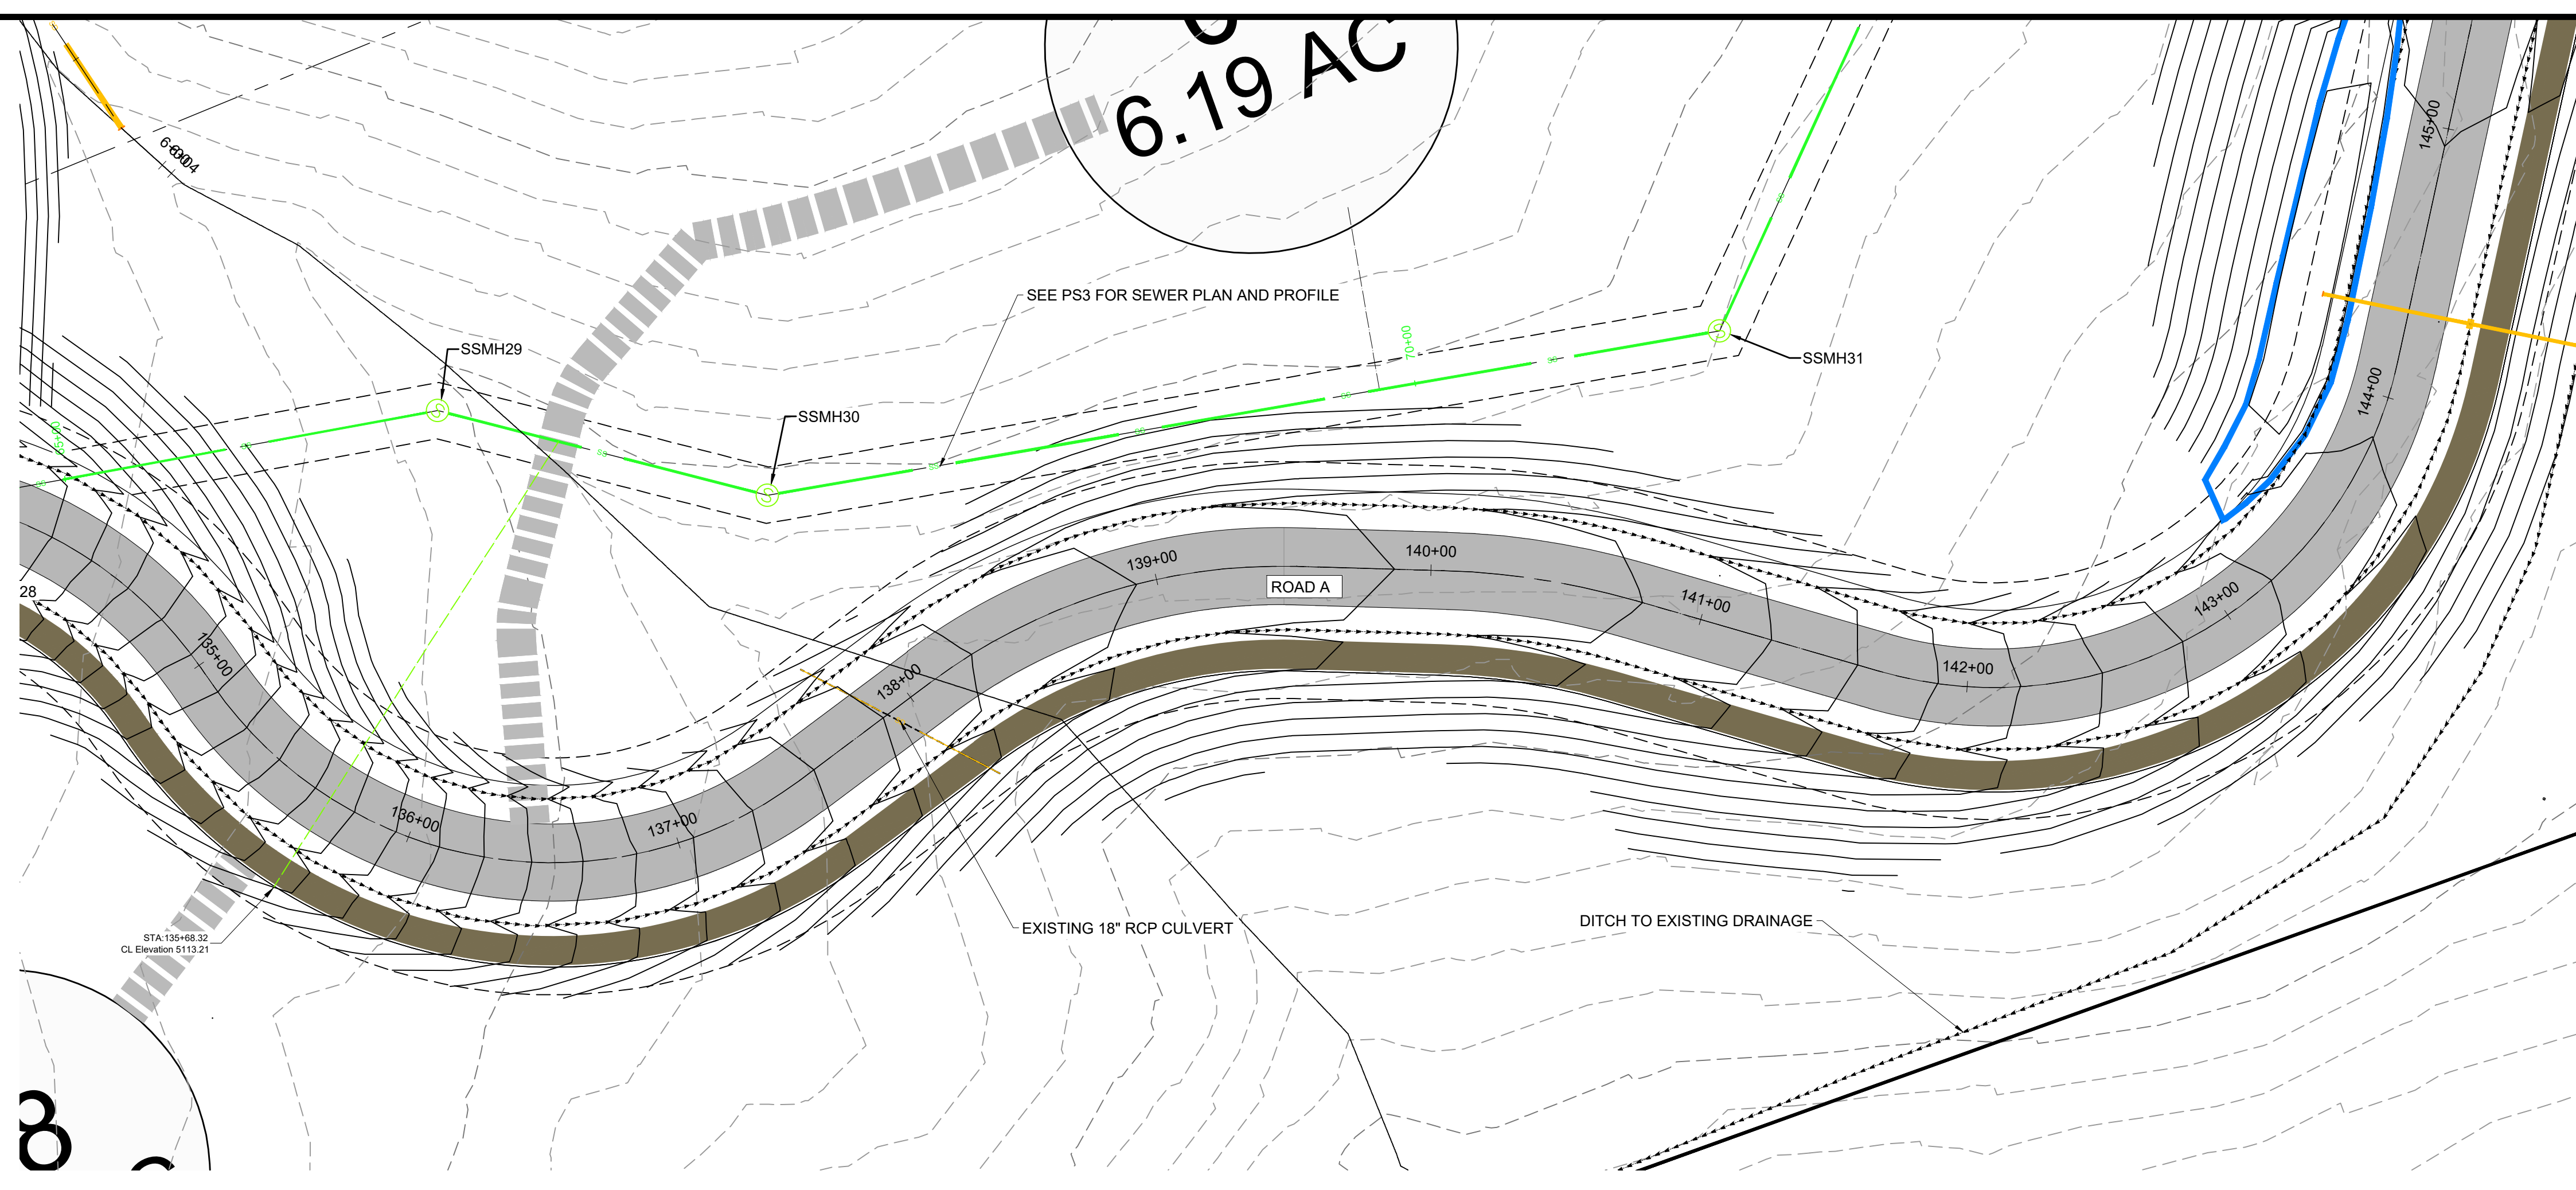 6.19 AC
SEE PS3 FOR SEWER PLAN AND PROFILE
70+00
SSMH29
SSMH31
SSMH30
145+00
144+00
139+00
140+00
ROAD A
141+00
143+00
28
135+00
138+00
142+00
136+00
137+00
STA:135+68.32
CL Elevation 5113.21
EXISTING 18" RCP CULVERT
DITCH TO EXISTING DRAINAGE
8